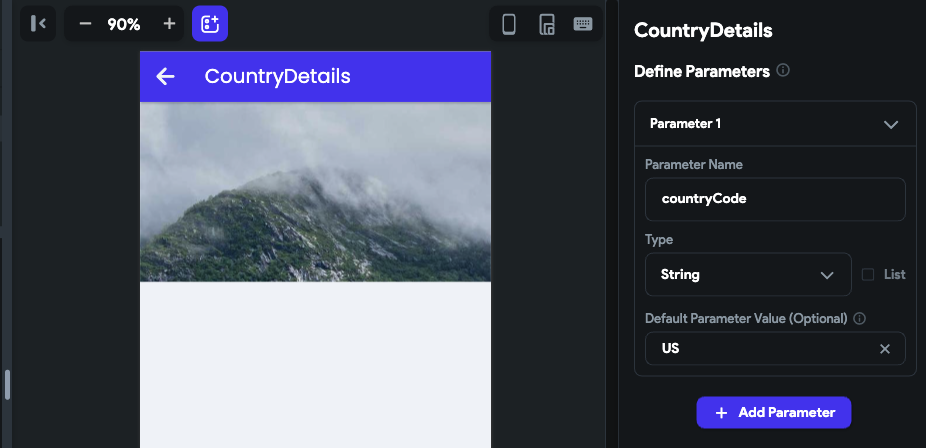 90%
CountryDetails
CountryDetails
Define Parameters
Parameter 1
Parameter Name
countryCode
Type
String
List
Default Parameter Value (Optional)
US
+ Add Parameter